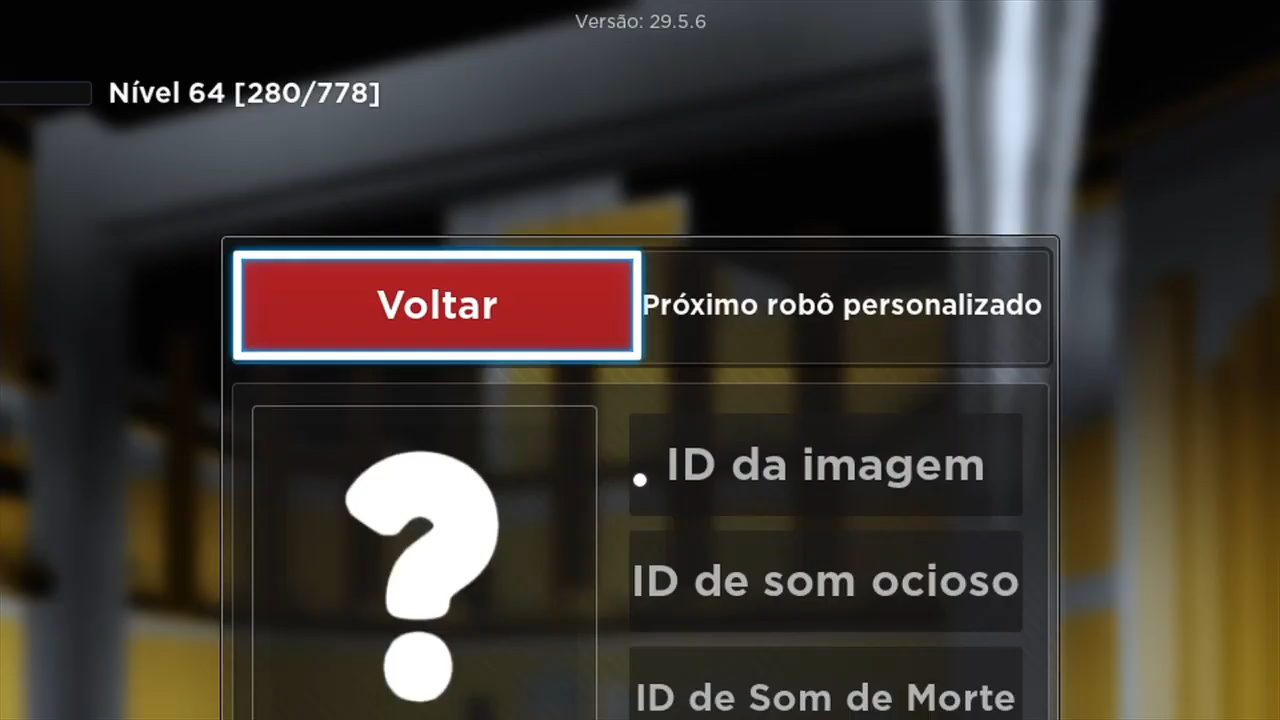 Versão: 29.5.6
Nível 64 [280/778]
Voltar
Próximo robô personalizado
ID da imagem
ID de som ocioso
ID de Som de Morte